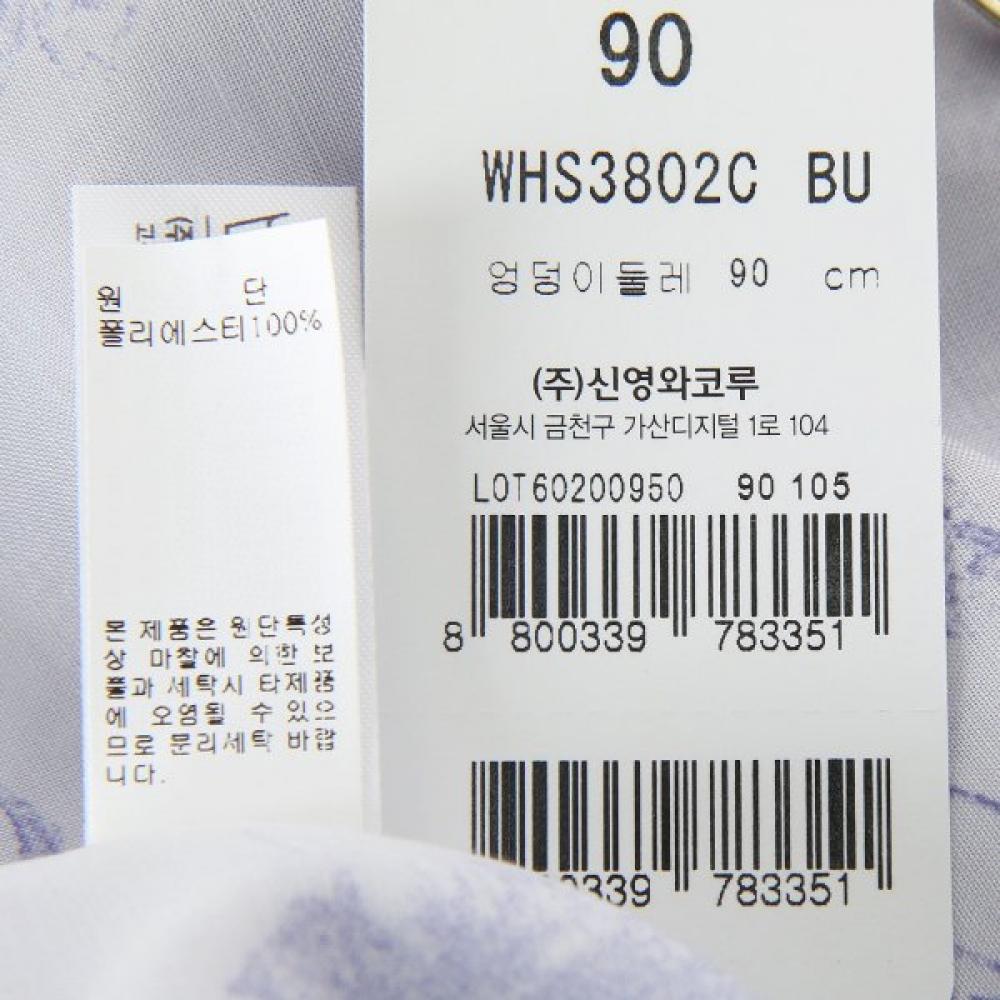 90
WHS3802C BU
엉덩이둘레 90 cm
(주)신영와코루
서울시 금천구 가산디지털 1로 104
LOT60200950 90 105
8 800339 783351
339 783351
원 단
폴리에스터100%
본 제품은 원단특성
상 마찰에 의한 보
풀과 세탁시 타제품
에 오염될 수 있으
므로 분리세탁 바랍
니다.